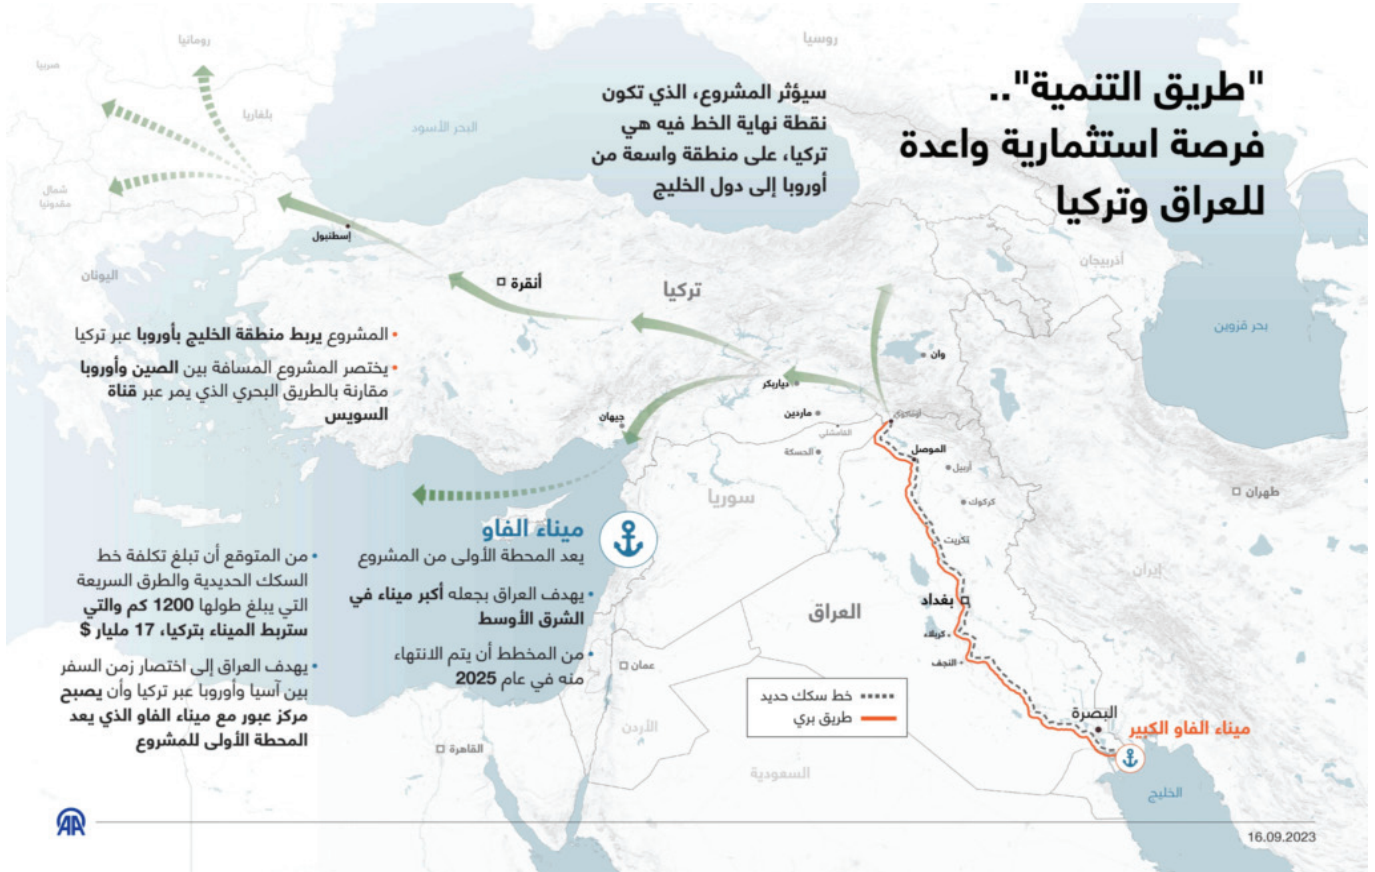 "طريق التنمية"..
فرصة استثمارية واعدة
للعراق وتركيا
سيؤثر المشروع، الذي تكون
نقطة نهاية الخط فيه هي
تركيا، على منطقة واسعة من
أوروبا إلى دول الخليج
روسيا
رومانيا
صربيا
بلغاريا
البحر الأسود
شمال
مقدونيا
إسطنبول
اليونان
أنقرة
تركيا
أذربيجان
بحر قزوين
وان
دياربكر
ماردين
جيهان
القامشلي
الحسكة
الموصل
أربيل
كركوك
تكريت
طهران
إيران
سوريا
العراق
بغداد
كربلاء
النجف
البصرة
ميناء الفاو الكبير
الخليج
عمان
الأردن
القاهرة
السعودية
• المشروع يربط منطقة الخليج بأوروبا عبر تركيا
• يختصر المشروع المسافة بين الصين وأوروبا
مقارنة بالطريق البحري الذي يمر عبر قناة
السويس
ميناء الفاو
يعد المحطة الأولى من المشروع
• يهدف العراق بجعله أكبر ميناء في
الشرق الأوسط
• من المخطط أن يتم الانتهاء
منه في عام 2025
• من المتوقع أن تبلغ تكلفة خط
السكك الحديدية والطرق السريعة
التي يبلغ طولها 1200 كم والتي
ستربط الميناء بتركيا، 17 مليار $
• يهدف العراق إلى اختصار زمن السفر
بين آسيا وأوروبا عبر تركيا وأن يصبح
مركز عبور مع ميناء الفاو الذي يعد
المحطة الأولى للمشروع
خط سكك حديد
طريق بري
AA
16.09.2023